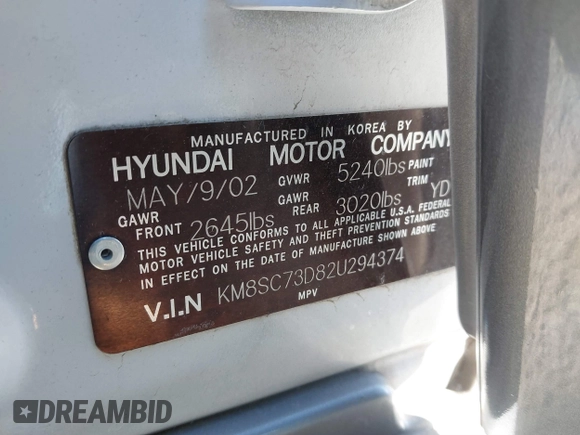 MANUFACTURED IN KOREA BY
HYUNDAI MOTOR COMPANY
MAY/9/02 GVWR 5240lbs PAINT
GAWR FRONT 2645lbs GAWR REAR 3020lbs TRIM YD
THIS VEHICLE CONFORMS TO ALL APPLICABLE U.S.A. FEDERAL
MOTOR VEHICLE SAFETY AND THEFT PREVENTION STANDARDS
IN EFFECT ON THE DATE OF MANUFACTURE SHOWN ABOVE
V.I.N KM8SC73D82U294374
MPV
DREAMBID